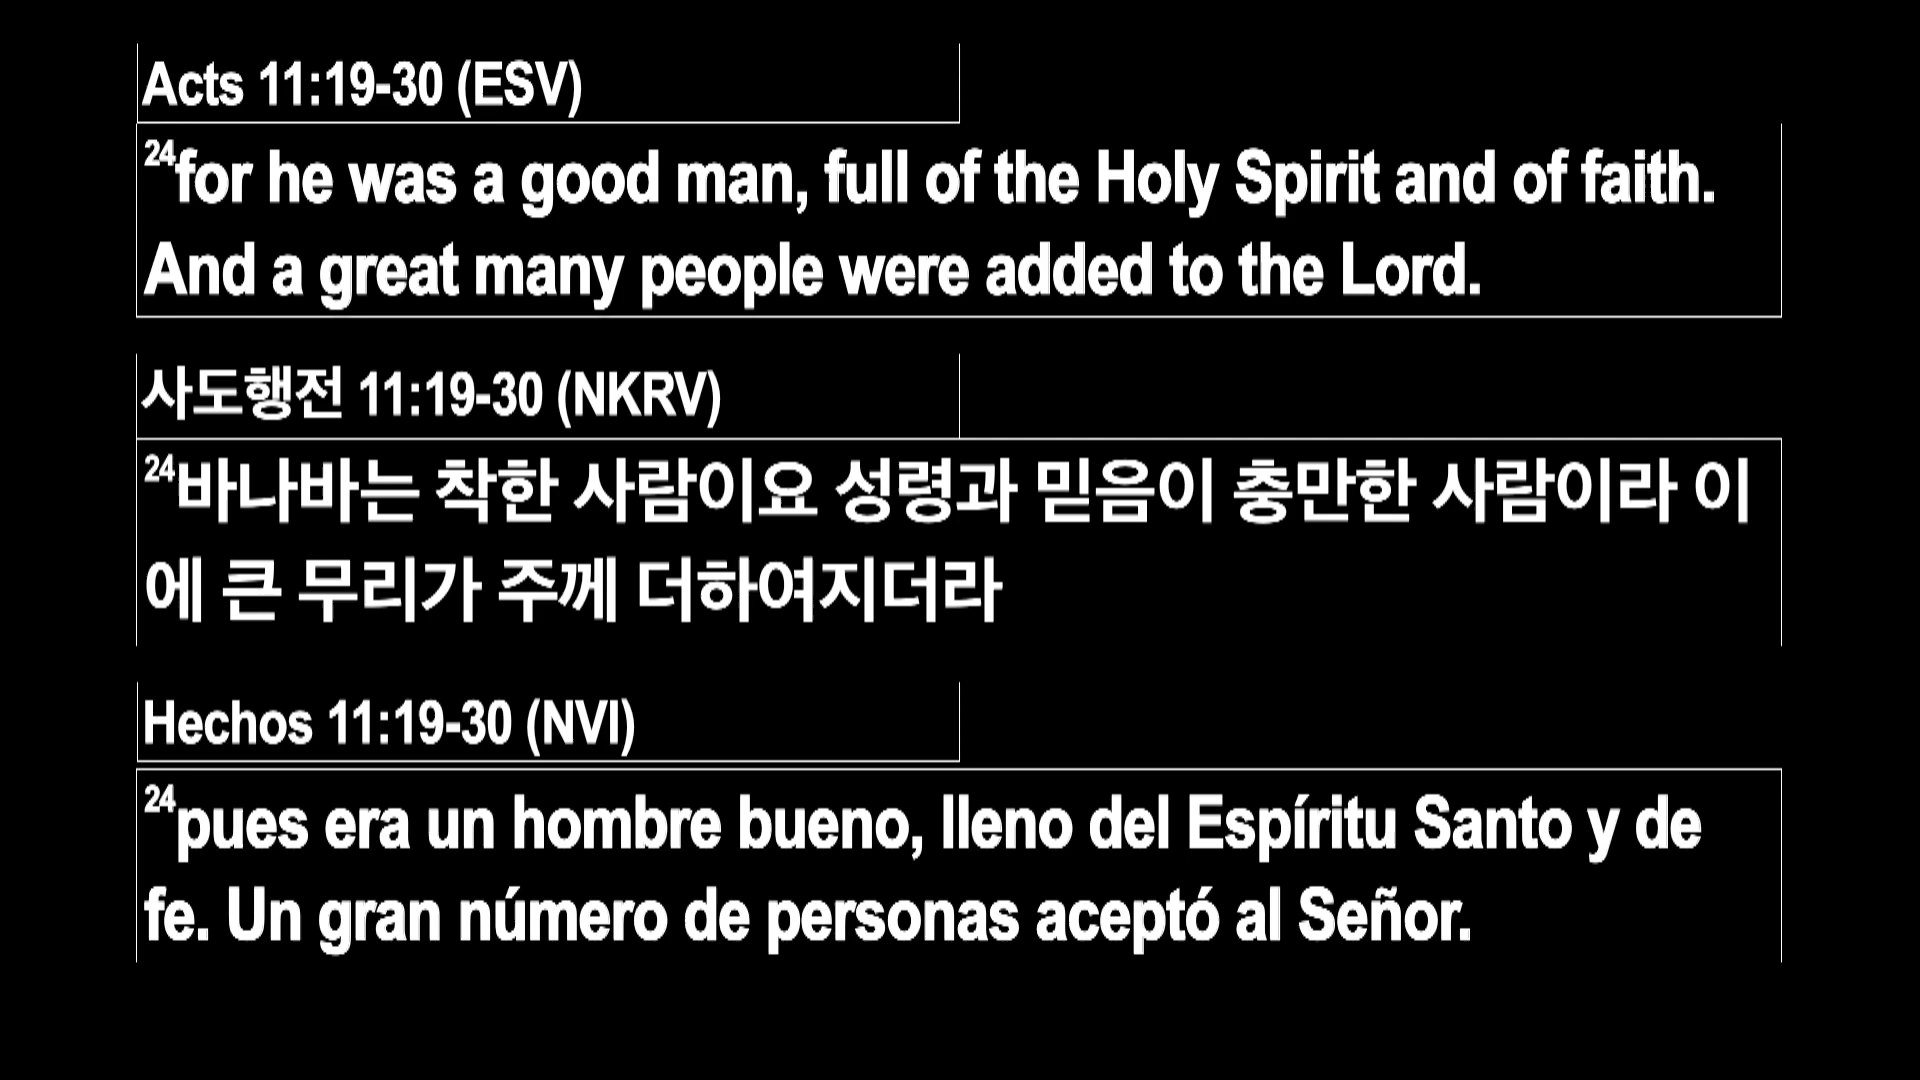 Acts 11:19-30 (ESV)
24for he was a good man, full of the Holy Spirit and of faith.
And a great many people were added to the Lord.
사도행전 11:19-30 (NKRV)
24바나바는 착한 사람이요 성령과 믿음이 충만한 사람이라 이
에 큰 무리가 주께 더하여지더라
Hechos 11:19-30 (NVI)
24pues era un hombre bueno, lleno del Espíritu Santo y de
fe. Un gran número de personas aceptó al Señor.